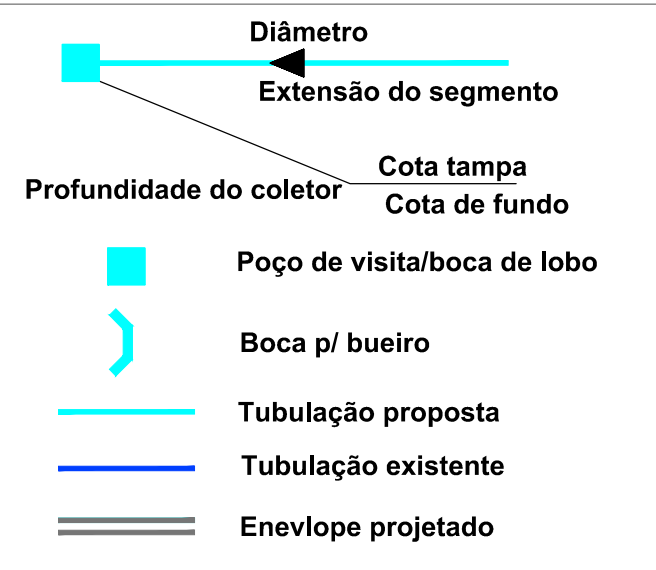 Diâmetro
Extensão do segmento
Cota tampa
Profundidade do coletor
Cota de fundo
Poço de visita/boca de lobo
Boca p/ bueiro
Tubulação proposta
Tubulação existente
Enevlope projetado